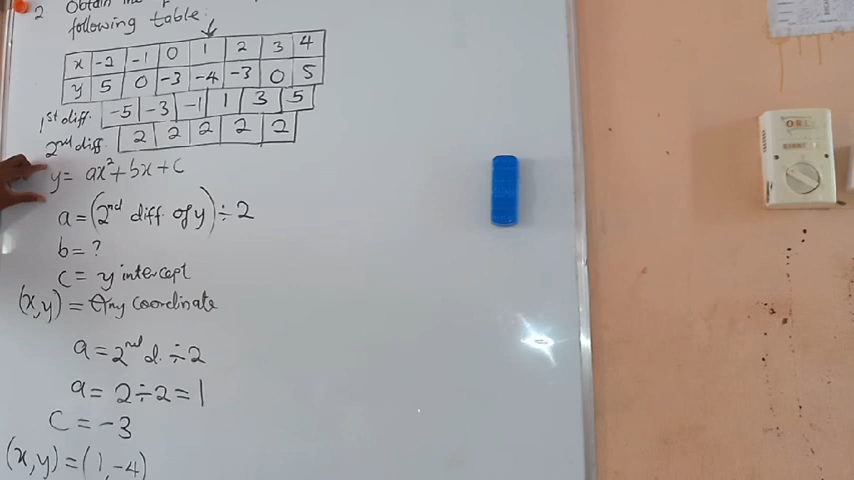 2 Obtain the
following table.
x -2 -1 0 1 2 3 4
y 5 0 -3 -4 -3 0 5
1st diff. -5 -3 -1 1 3 5
2nd diff. 2 2 2 2 2
y = ax² + bx + c
a = (2nd diff. of y) ÷ 2
b = ?
c = y intercept
(x,y) = Any coordinate
a = 2nd d. ÷ 2
a = 2 ÷ 2 = 1
C = -3
(x,y) = (1,-4)